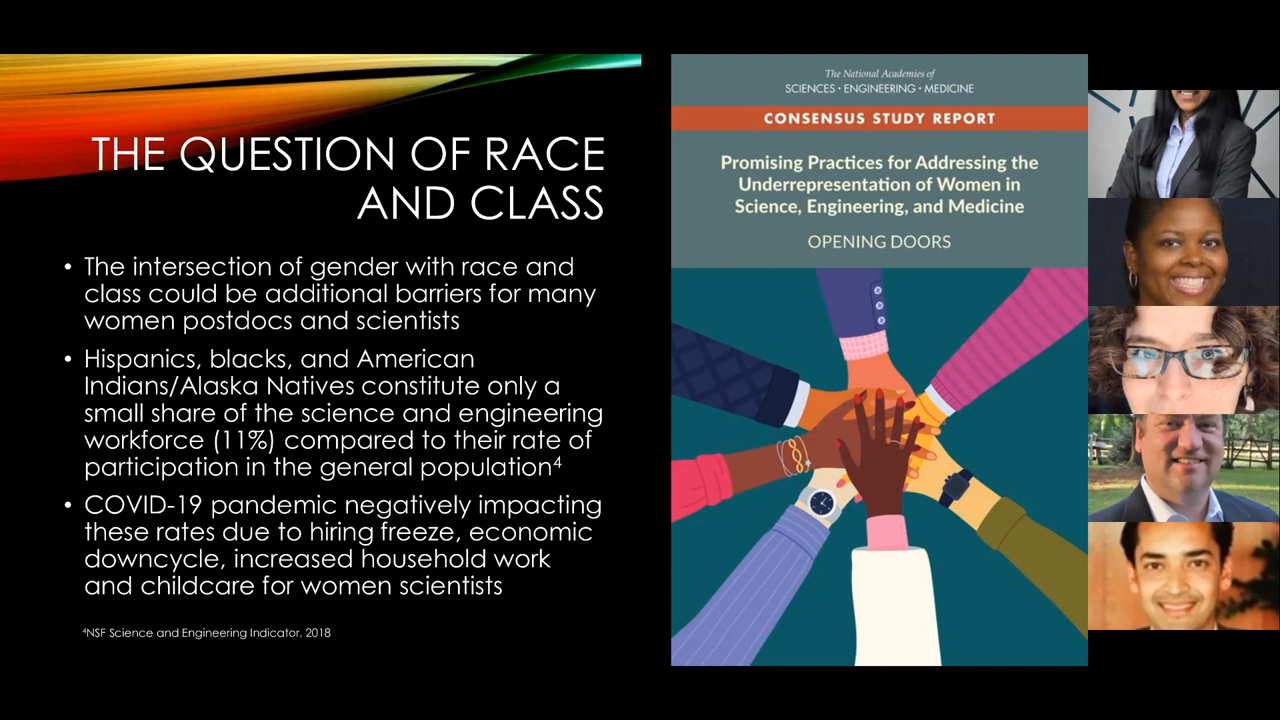 THE QUESTION OF RACE
AND CLASS
• The intersection of gender with race and
class could be additional barriers for many
women postdocs and scientists
• Hispanics, blacks, and American
Indians/Alaska Natives constitute only a
small share of the science and engineering
workforce (11%) compared to their rate of
participation in the general population⁴
• COVID-19 pandemic negatively impacting
these rates due to hiring freeze, economic
downcycle, increased household work
and childcare for women scientists
⁴NSF Science and Engineering Indicator, 2018
The National Academies of
SCIENCES • ENGINEERING • MEDICINE
CONSENSUS STUDY REPORT
Promising Practices for Addressing the
Underrepresentation of Women in
Science, Engineering, and Medicine
OPENING DOORS